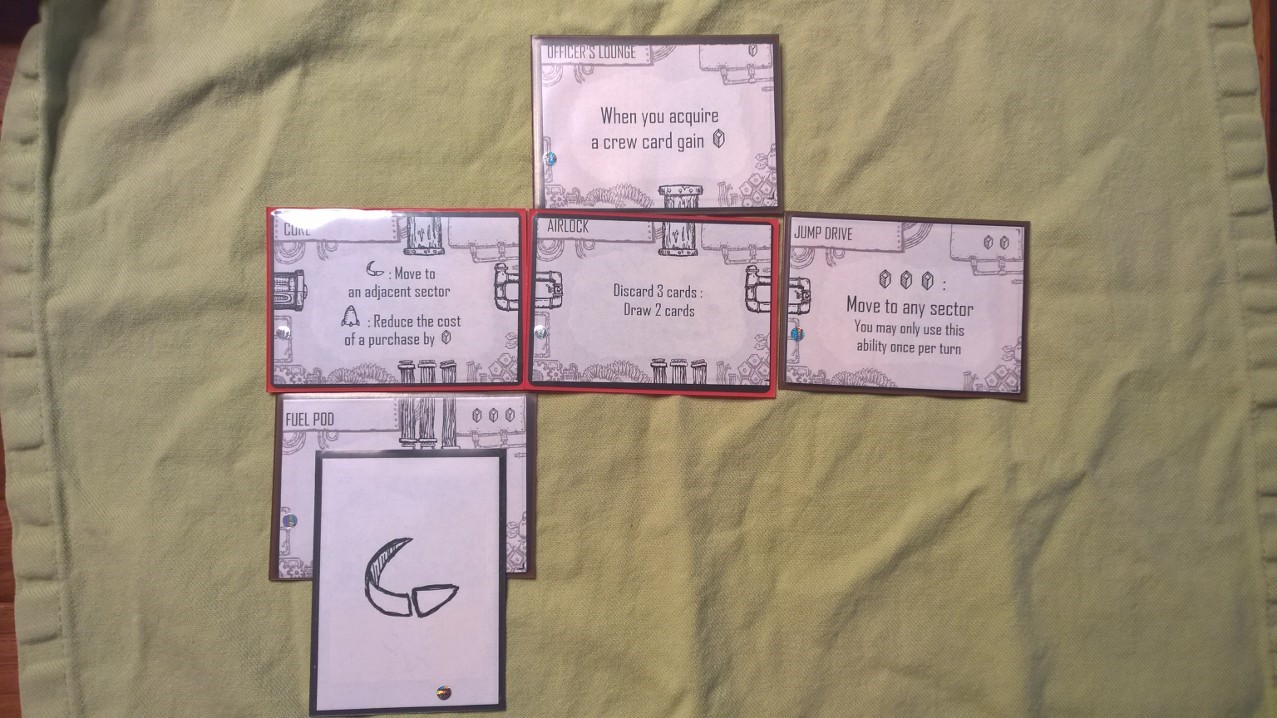 OFFICER'S LOUNGE
When you acquire
a crew card gain
CORE
: Move to
an adjacent sector
: Reduce the cost
of a purchase by
AIRLOCK
Discard 3 cards :
Draw 2 cards
JUMP DRIVE
:
Move to any sector
You may only use this
ability once per turn
FUEL POD